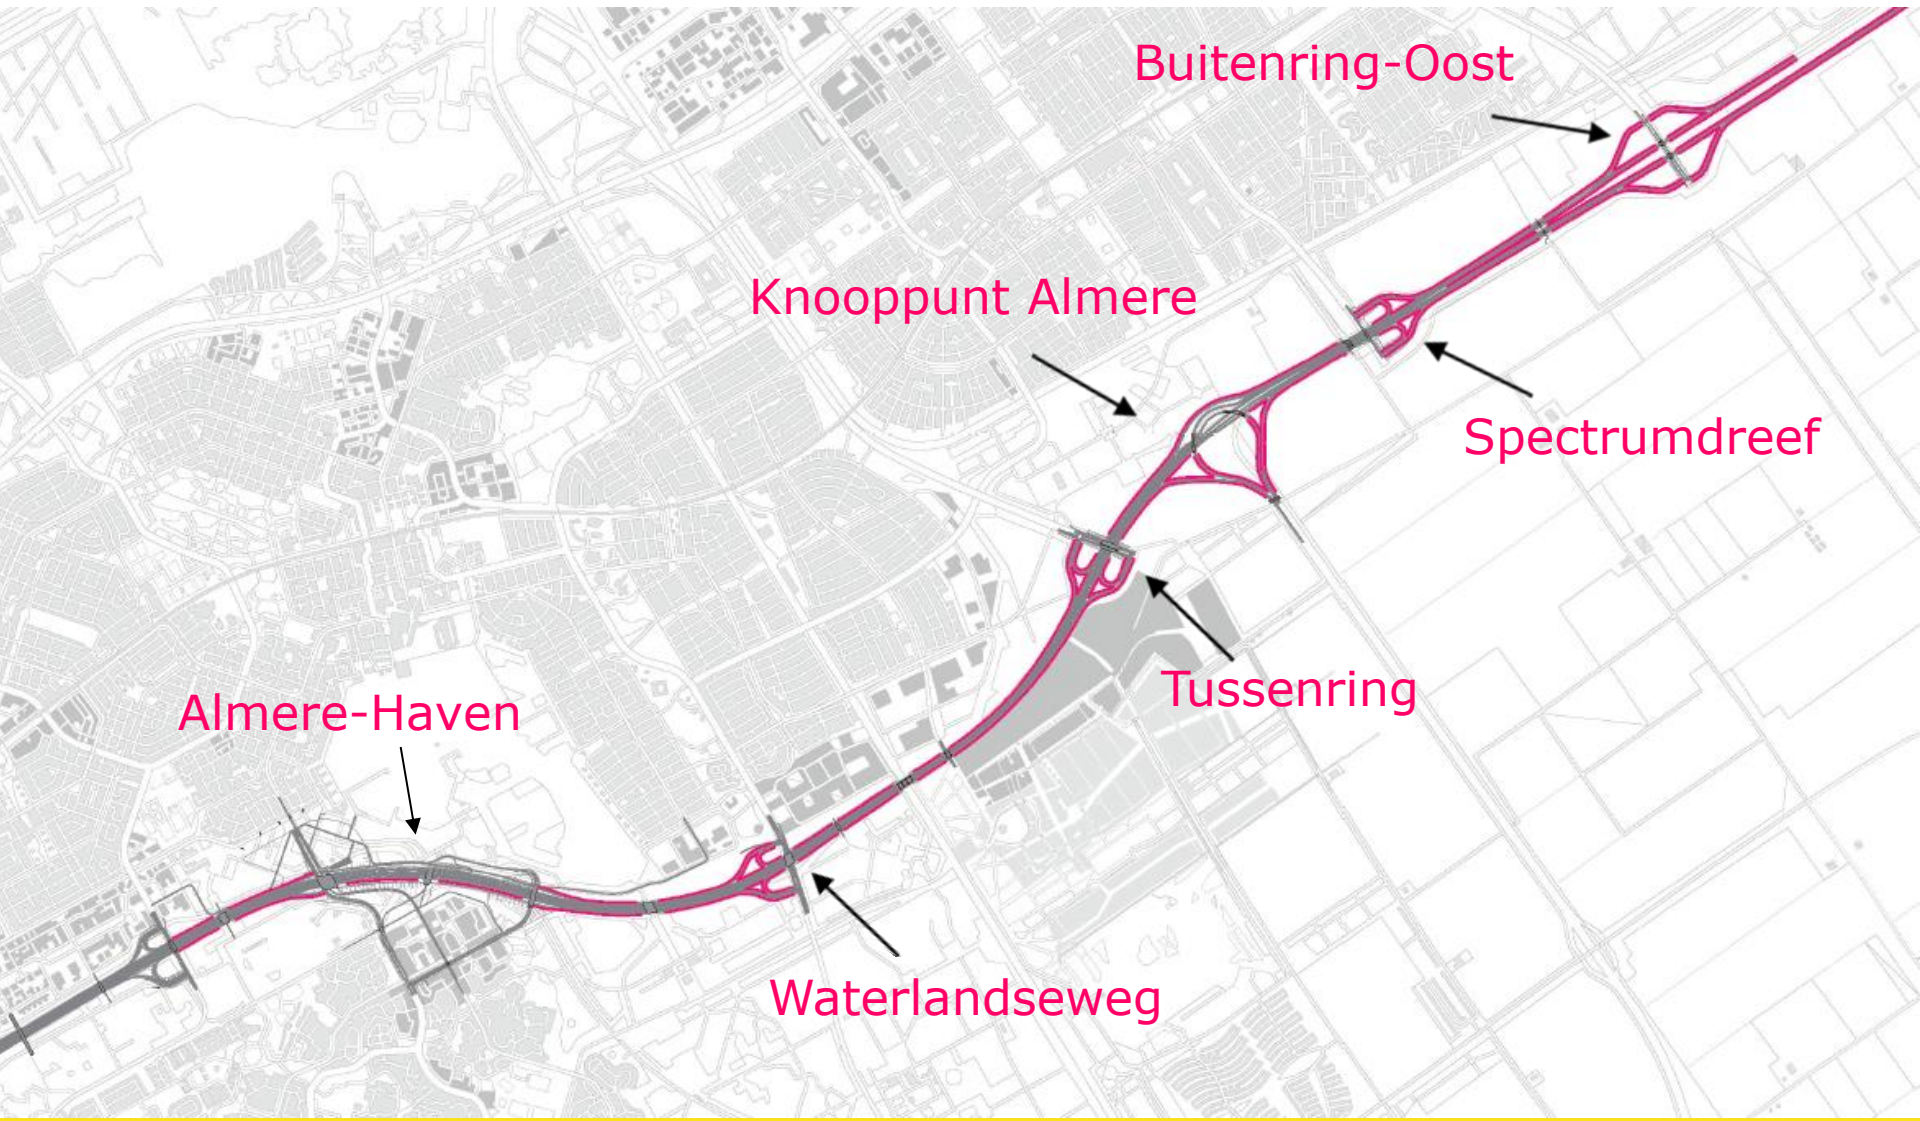 Buitenring-Oost
Knooppunt Almere
Spectrumdreef
Tussenring
Almere-Haven
Waterlandseweg